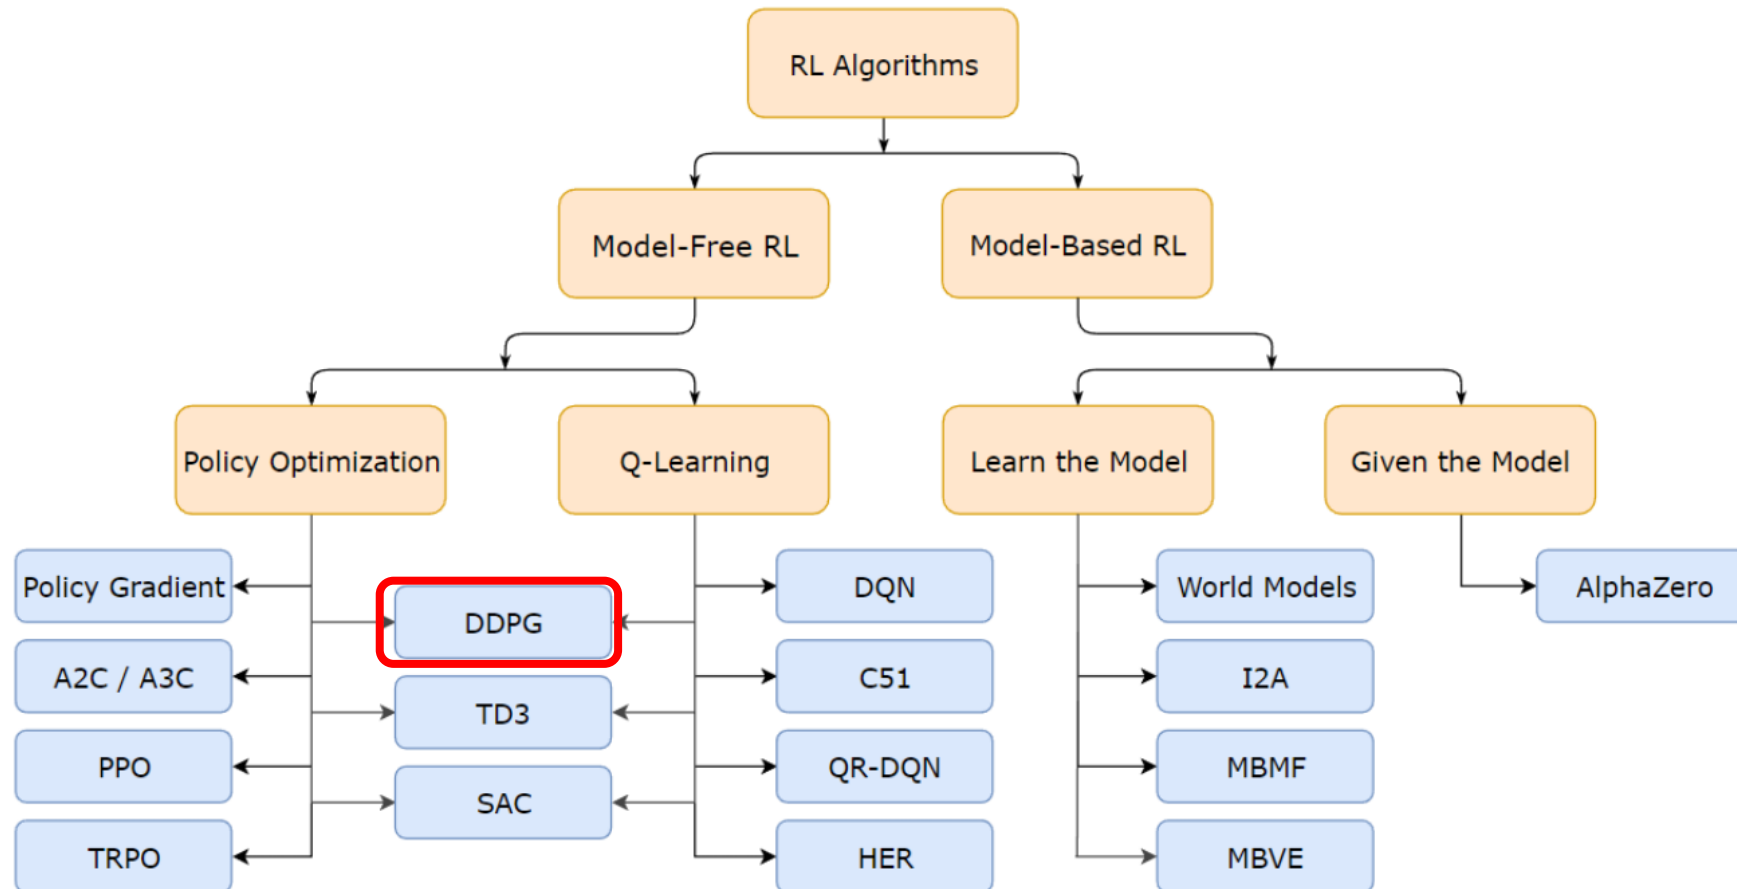 RL Algorithms
Model-Free RL
Model-Based RL
Policy Optimization
Q-Learning
Learn the Model
Given the Model
Policy Gradient
DDPG
DQN
World Models
AlphaZero
A2C / A3C
TD3
C51
I2A
PPO
SAC
QR-DQN
MBMF
TRPO
HER
MBVE